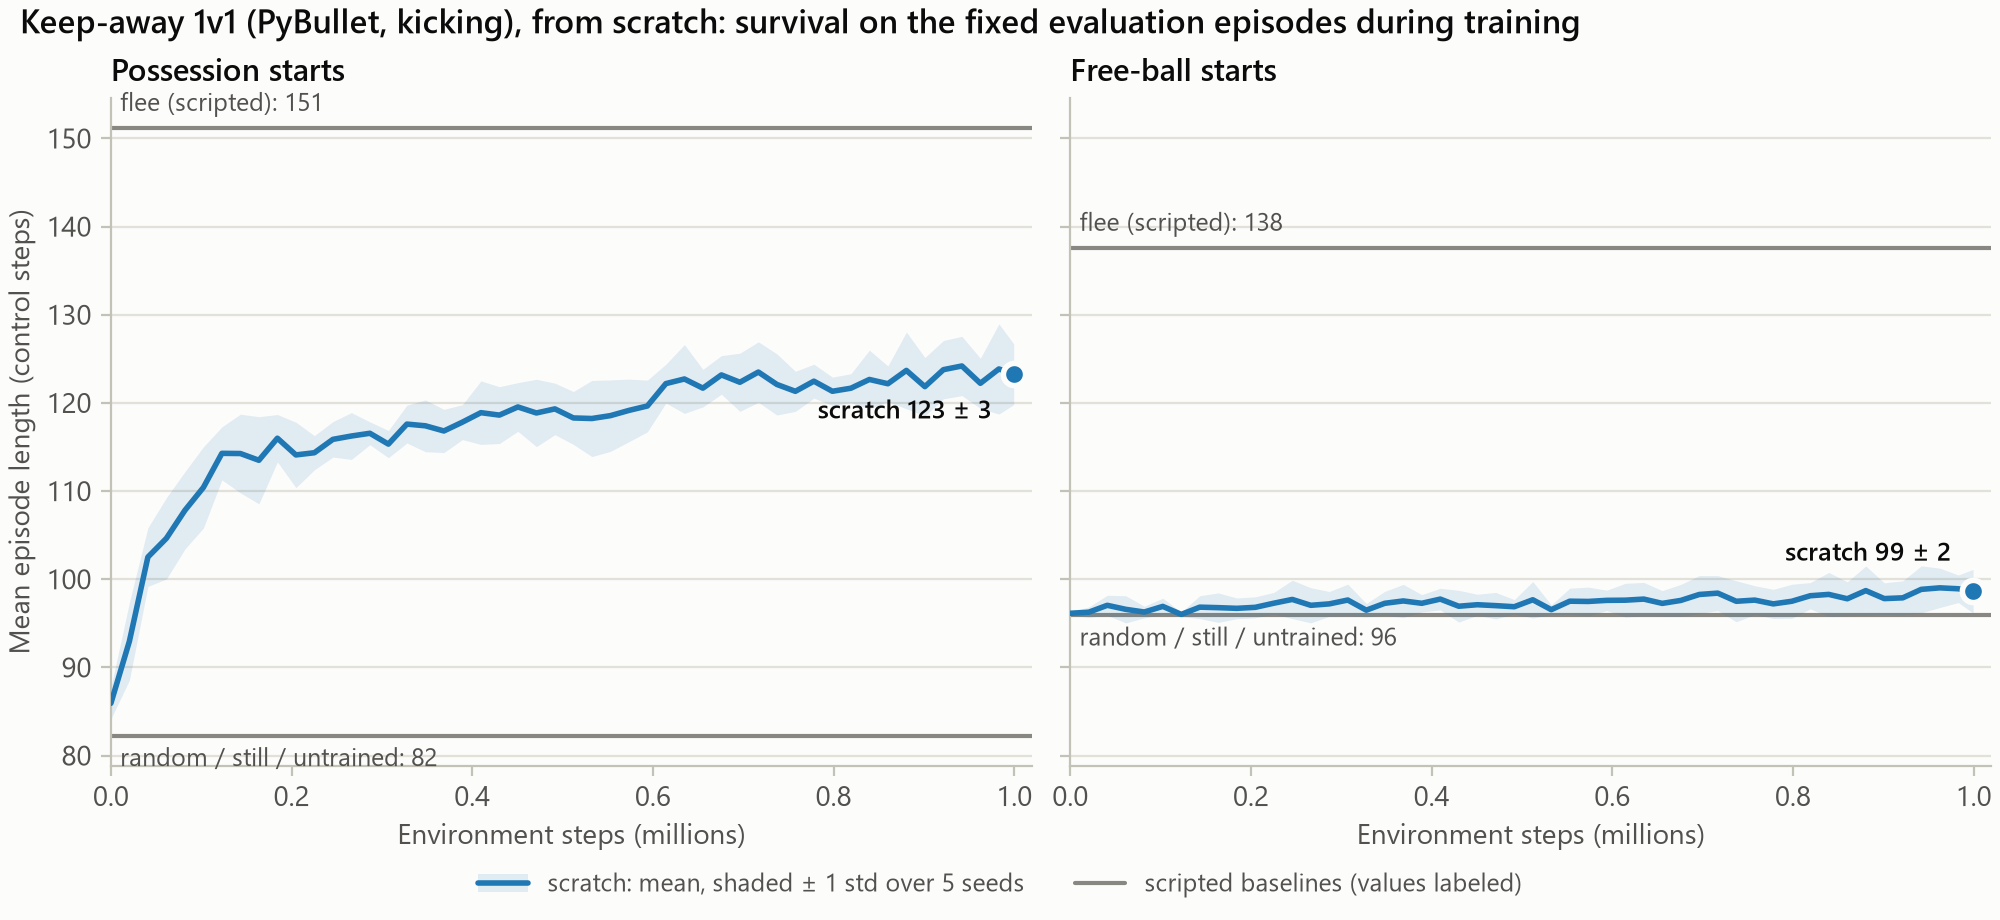 Keep-away 1v1 (PyBullet, kicking), from scratch: survival on the fixed evaluation episodes during training
Possession starts
flee (scripted): 151
150
140
130
120
110
100
90
80
Mean episode length (control steps)
scratch 123 ± 3
random / still / untrained: 82
0.0 0.2 0.4 0.6 0.8 1.0
Environment steps (millions)
Free-ball starts
flee (scripted): 138
scratch 99 ± 2
random / still / untrained: 96
0.0 0.2 0.4 0.6 0.8 1.0
Environment steps (millions)
scratch: mean, shaded ± 1 std over 5 seeds
scripted baselines (values labeled)